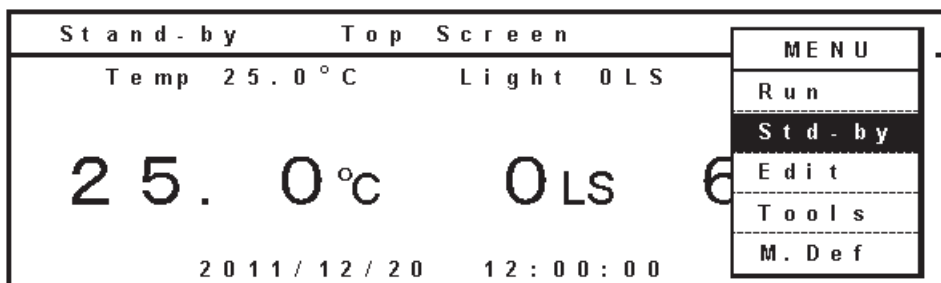 Stand-by Top Screen
Temp 25.0°C Light 0LS
25.0°C 0LS 6
2011/12/20 12:00:00
MENU
Run
Std-by
Edit
Tools
M.Def